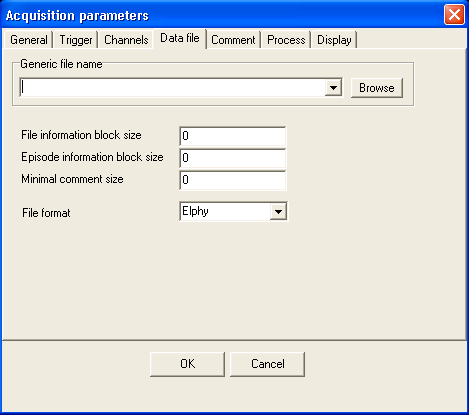 Acquisition parameters
General Trigger Channels Data file Comment Process Display
Generic file name
Browse
File information block size 0
Episode information block size 0
Minimal comment size 0
File format Elphy
OK Cancel